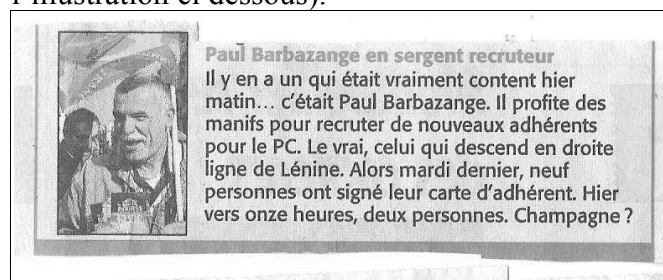 l'illustration ci dessous).
Paul Barbazange en sergent recruteur
Il y en a un qui était vraiment content hier
matin... c'était Paul Barbazange. Il profite des
manifs pour recruter de nouveaux adhérents
pour le PC. Le vrai, celui qui descend en droite
ligne de Lénine. Alors mardi dernier, neuf
personnes ont signé leur carte d'adhérent. Hier
vers onze heures, deux personnes. Champagne ?